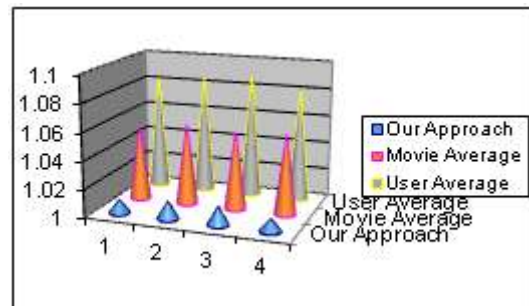 1.1
1.08
1.06
1.04
1.02
1
1
2
3
4
User Average
Movie Average
Our Approach
Our Approach
Movie Average
User Average